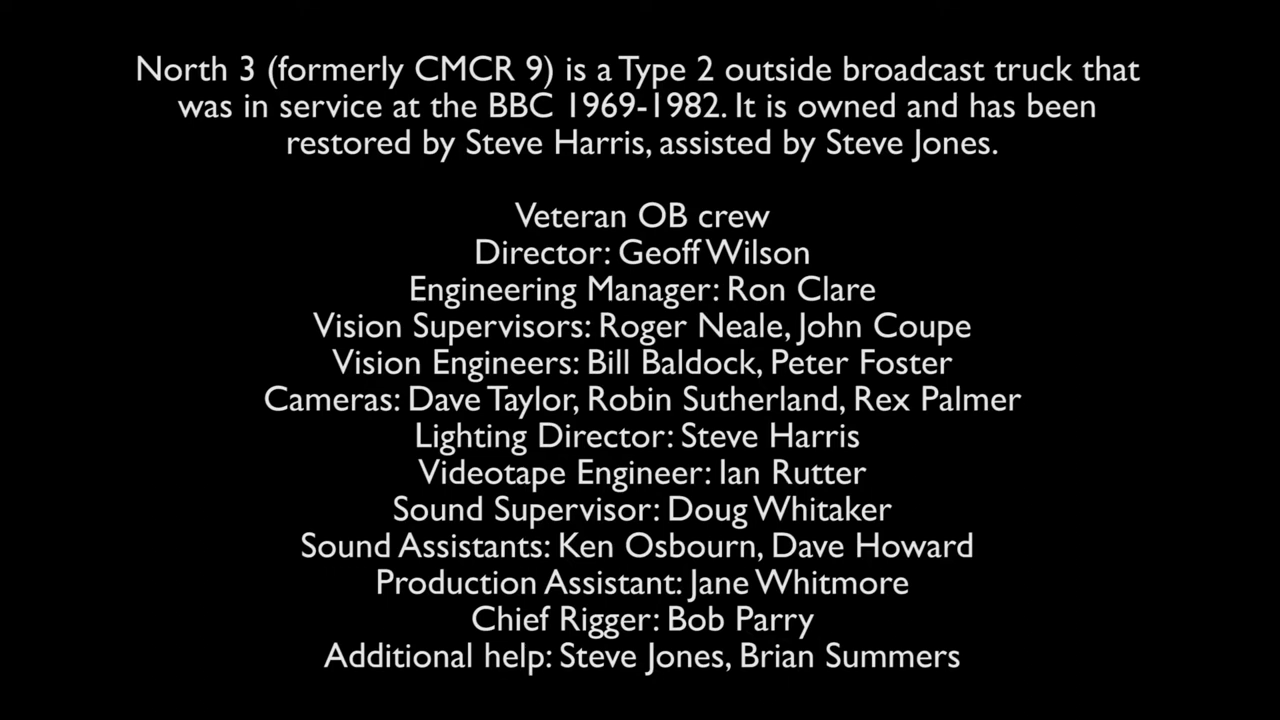 North 3 (formerly CMCR 9) is a Type 2 outside broadcast truck that
was in service at the BBC 1969-1982. It is owned and has been
restored by Steve Harris, assisted by Steve Jones.
Veteran OB crew
Director: Geoff Wilson
Engineering Manager: Ron Clare
Vision Supervisors: Roger Neale, John Coupe
Vision Engineers: Bill Baldock, Peter Foster
Cameras: Dave Taylor, Robin Sutherland, Rex Palmer
Lighting Director: Steve Harris
Videotape Engineer: Ian Rutter
Sound Supervisor: Doug Whitaker
Sound Assistants: Ken Osbourn, Dave Howard
Production Assistant: Jane Whitmore
Chief Rigger: Bob Parry
Additional help: Steve Jones, Brian Summers